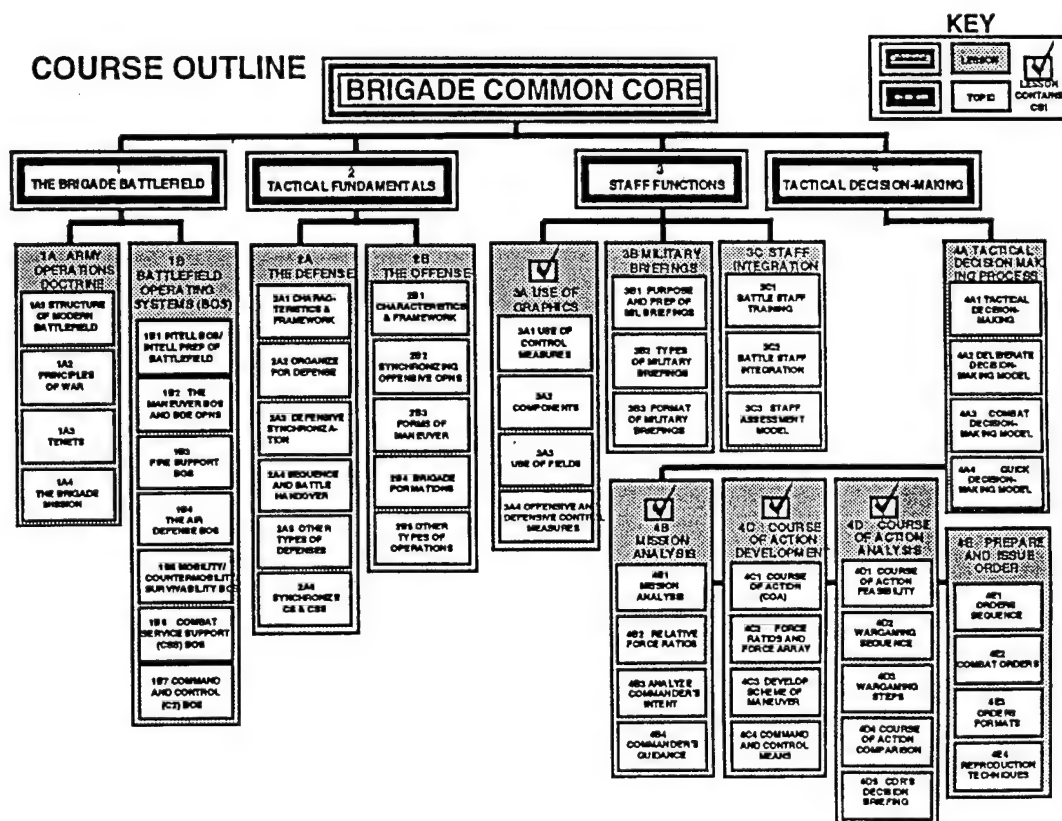 KEY
LESSON
TOPIC
LESSON
CONTAINS
CBI
COURSE OUTLINE
BRIGADE COMMON CORE
1
THE BRIGADE BATTLEFIELD
2
TACTICAL FUNDAMENTALS
3
STAFF FUNCTIONS
4
TACTICAL DECISION-MAKING
1A ARMY
OPERATIONS
DOCTRINE
1A1 STRUCTURE
OF MODERN
BATTLEFIELD
1A2
PRINCIPLES
OF WAR
1A3
TENETS
1A4
THE BRIGADE
MISSION
1B
BATTLEFIELD
OPERATING
SYSTEMS (BOS)
1B1 INTELL BOS/
INTELL PREP OF
BATTLEFIELD
1B2 THE
MANEUVER BOS
AND BDE OPNS
1B3
FIRE SUPPORT
BOS
1B4
THE AIR
DEFENSE BOS
1B5 MOBILITY/
COUNTERMOBILITY
SURVIVABILITY BOS
1B6 COMBAT
SERVICE SUPPORT
(CSS) BOS
1B7 COMMAND
AND CONTROL
(C2) BOS
2A
THE DEFENSE
2A1 CHARAC-
TERISTICS &
FRAMEWORK
2A2 ORGANIZE
FOR DEFENSE
2A3 DEFENSIVE
SYNCHRONIZA-
TION
2A4 SEQUENCE
AND BATTLE
HANDOVER
2A5 OTHER
TYPES OF
DEFENSES
2A6
SYNCHRONIZE
CS & CSS
2B
THE OFFENSE
2B1
CHARACTERISTICS
& FRAMEWORK
2B2
SYNCHRONIZING
OFFENSIVE OPNS
2B3
FORMS OF
MANEUVER
2B4 BRIGADE
FORMATIONS
2B5 OTHER
TYPES OF
OPERATIONS
3A USE OF
GRAPHICS
3A1 USE OF
CONTROL
MEASURES
3A2
COMPONENTS
3A3
USE OF FIELDS
3A4 OFFENSIVE AND
DEFENSIVE CONTROL
MEASURES
3B MILITARY
BRIEFINGS
3B1 PURPOSE
AND PREP OF
MIL BRIEFINGS
3B2 TYPES
OF MILITARY
BRIEFINGS
3B3 FORMAT
OF MILITARY
BRIEFINGS
3C STAFF
INTEGRATION
3C1
BATTLE STAFF
TRAINING
3C2
BATTLE STAFF
INTEGRATION
3C3 STAFF
ASSESSMENT
MODEL
4A TACTICAL
DECISION MAK
ING PROCESS
4A1 TACTICAL
DECISION-
MAKING
4A2 DELIBERATE
DECISION-
MAKING MODEL
4A3 COMBAT
DECISION-
MAKING MODEL
4A4 QUICK
DECISION-
MAKING MODEL
4B
MISSION
ANALYSIS
4B1
MISSION
ANALYSIS
4B2 RELATIVE
FORCE RATIOS
4B3 ANALYZE
COMMANDER'S
INTENT
4B4
COMMANDER'S
GUIDANCE
4C COURSE
OF ACTION
DEVELOPMENT
4C1 COURSE
OF ACTION
(COA)
4C2 FORCE
RATIOS AND
FORCE ARRAY
4C3 DEVELOP
SCHEME OF
MANEUVER
4C4 COMMAND
AND CONTROL
MEANS
4D COURSE
OF ACTION
ANALYSIS
4D1 COURSE
OF ACTION
FEASIBILITY
4D2
WARGAMING
SEQUENCE
4D3
WARGAMING
STEPS
4D4 COURSE
OF ACTION
COMPARISON
4D5 CDR'S
DECISION
BRIEFING
4E PREPARE
AND ISSUE
ORDER
4E1
ORDERS
SEQUENCE
4E2
COMBAT ORDERS
4E3
ORDERS
FORMATS
4E4
REPRODUCTION
TECHNIQUES